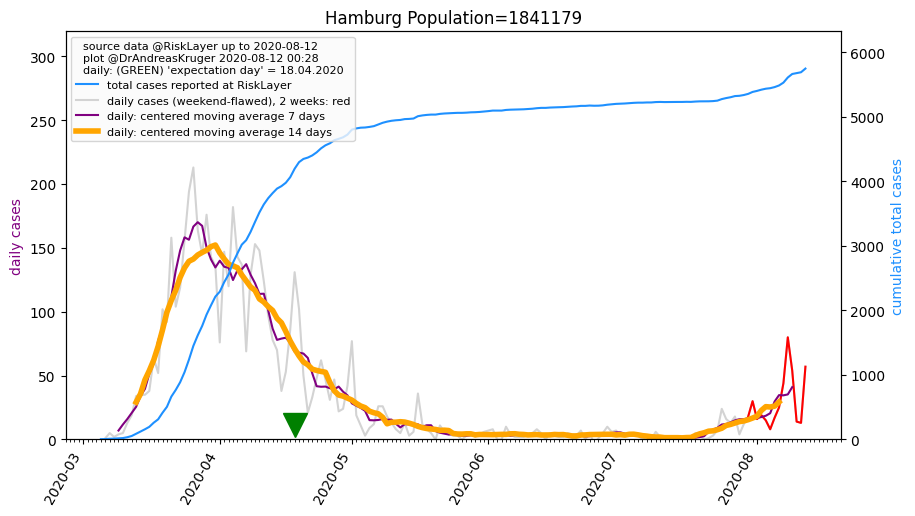 Hamburg Population=1841179
source data @RiskLayer up to 2020-08-12
plot @DrAndreasKruger 2020-08-12 00:28
daily: (GREEN) 'expectation day' = 18.04.2020
total cases reported at RiskLayer
daily cases (weekend-flawed), 2 weeks: red
daily: centered moving average 7 days
daily: centered moving average 14 days
daily cases
300
250
200
150
100
50
0
cumulative total cases
6000
5000
4000
3000
2000
1000
0
2020-03
2020-04
2020-05
2020-06
2020-07
2020-08